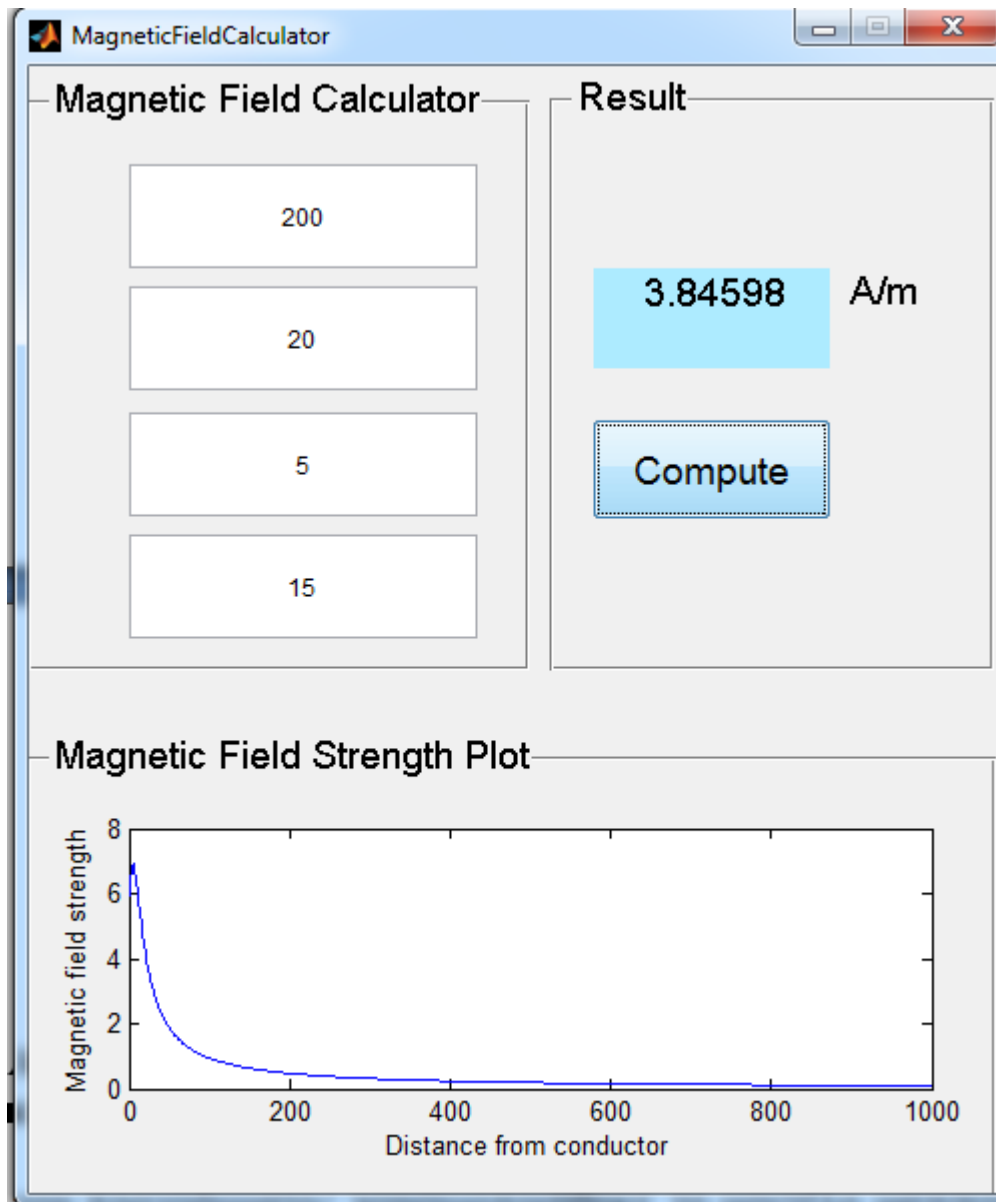 MagneticFieldCalculator
Magnetic Field Calculator
200
20
5
15
Result
3.84598 A/m
Compute
Magnetic Field Strength Plot
Magnetic field strength
8
6
4
2
0
0 200 400 600 800 1000
Distance from conductor